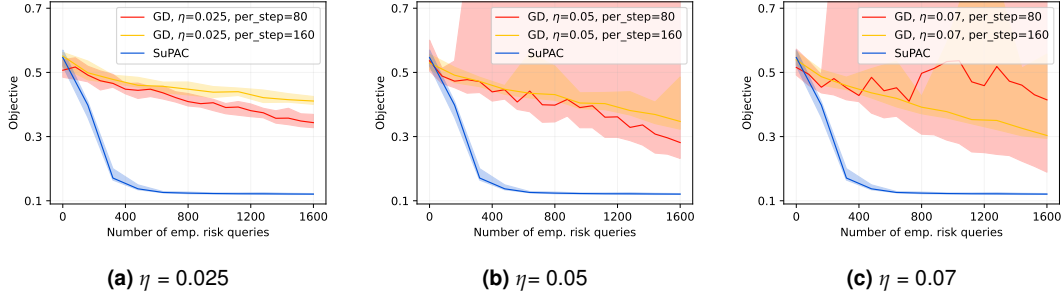 0.7
0.5
0.3
0.1
Objective
0
400
800
1200
1600
Number of emp. risk queries
GD, η=0.025, per_step=80
GD, η=0.025, per_step=160
SuPAC
(a) η = 0.025
0.7
0.5
0.3
0.1
Objective
0
400
800
1200
1600
Number of emp. risk queries
GD, η=0.05, per_step=80
GD, η=0.05, per_step=160
SuPAC
(b) η= 0.05
0.7
0.5
0.3
0.1
Objective
0
400
800
1200
1600
Number of emp. risk queries
GD, η=0.07, per_step=80
GD, η=0.07, per_step=160
SuPAC
(c) η = 0.07